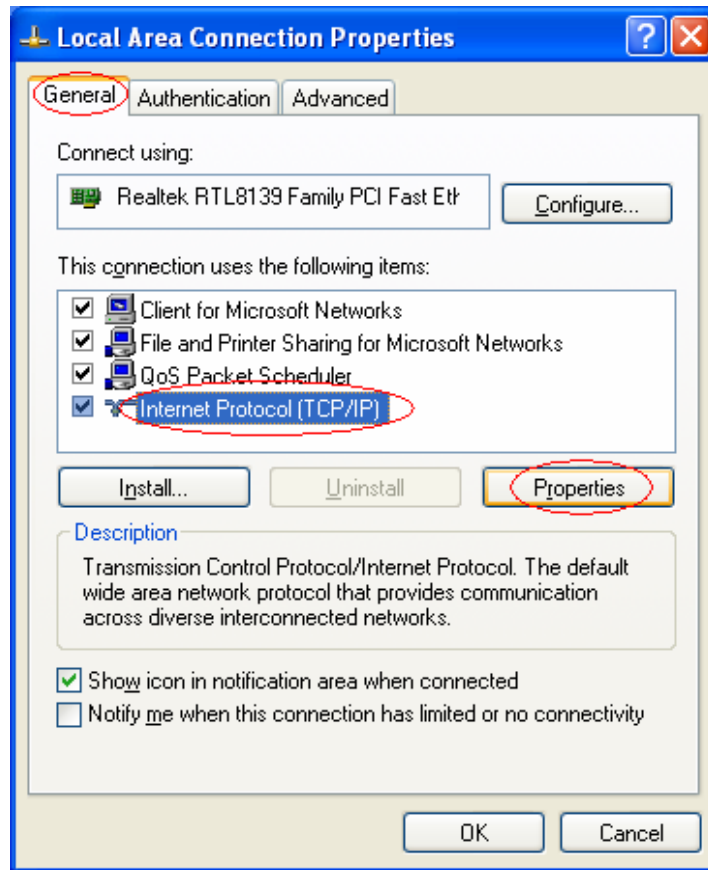 Local Area Connection Properties
General Authentication Advanced
Connect using:
Realtek RTL8139 Family PCI Fast Eth
Configure...
This connection uses the following items:
Client for Microsoft Networks
File and Printer Sharing for Microsoft Networks
QoS Packet Scheduler
Internet Protocol (TCP/IP)
Install... Uninstall Properties
Description
Transmission Control Protocol/Internet Protocol. The default
wide area network protocol that provides communication
across diverse interconnected networks.
Show icon in notification area when connected
Notify me when this connection has limited or no connectivity
OK Cancel